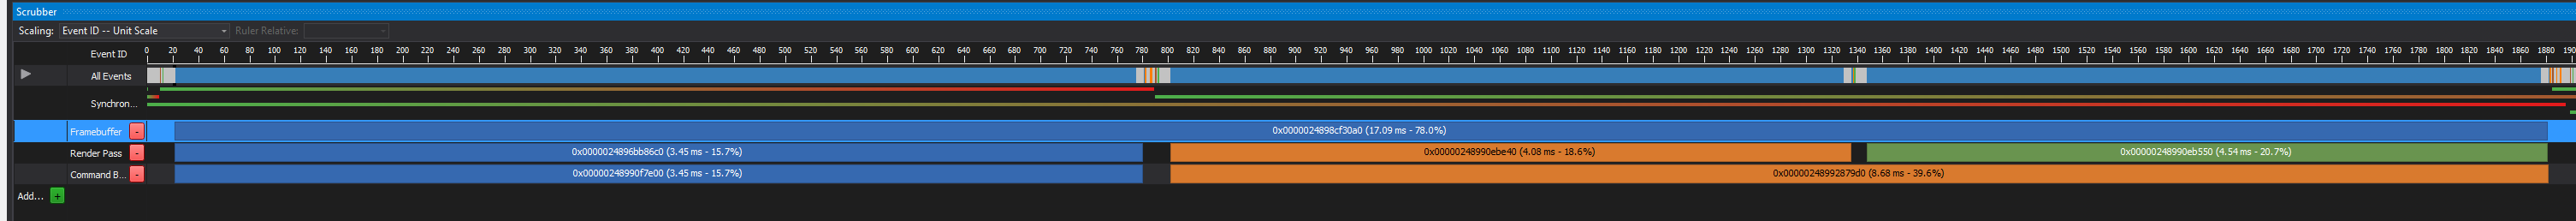 Scrubber
Scaling: Event ID -- Unit Scale Ruler Relative:
Event ID 0 20 40 60 80 100 120 140 160 180 200 220 240 260 280 300 320 340 360 380 400 420 440 460 480 500 520 540 560 580 600 620 640 660 680 700 720 740 760 780 800 820 840 860 880 900 920 940 960 980 1000 1020 1040 1060 1080 1100 1120 1140 1160 1180 1200 1220 1240 1260 1280 1300 1320 1340 1360 1380 1400 1420 1440 1460 1480 1500 1520 1540 1560 1580 1600 1620 1640 1660 1680 1700 1720 1740 1760 1780 1800 1820 1840 1860 1880 1900
All Events
Synchron...
Framebuffer - 0x0000024898cf30a0 (17.09 ms - 78.0%)
Render Pass - 0x0000024896bb86c0 (3.45 ms - 15.7%) 0x00000248990ebe40 (4.08 ms - 18.6%) 0x00000248990eb550 (4.54 ms - 20.7%)
Command B... - 0x00000248990f7e00 (3.45 ms - 15.7%) 0x00000248992879d0 (8.68 ms - 39.6%)
Add... +